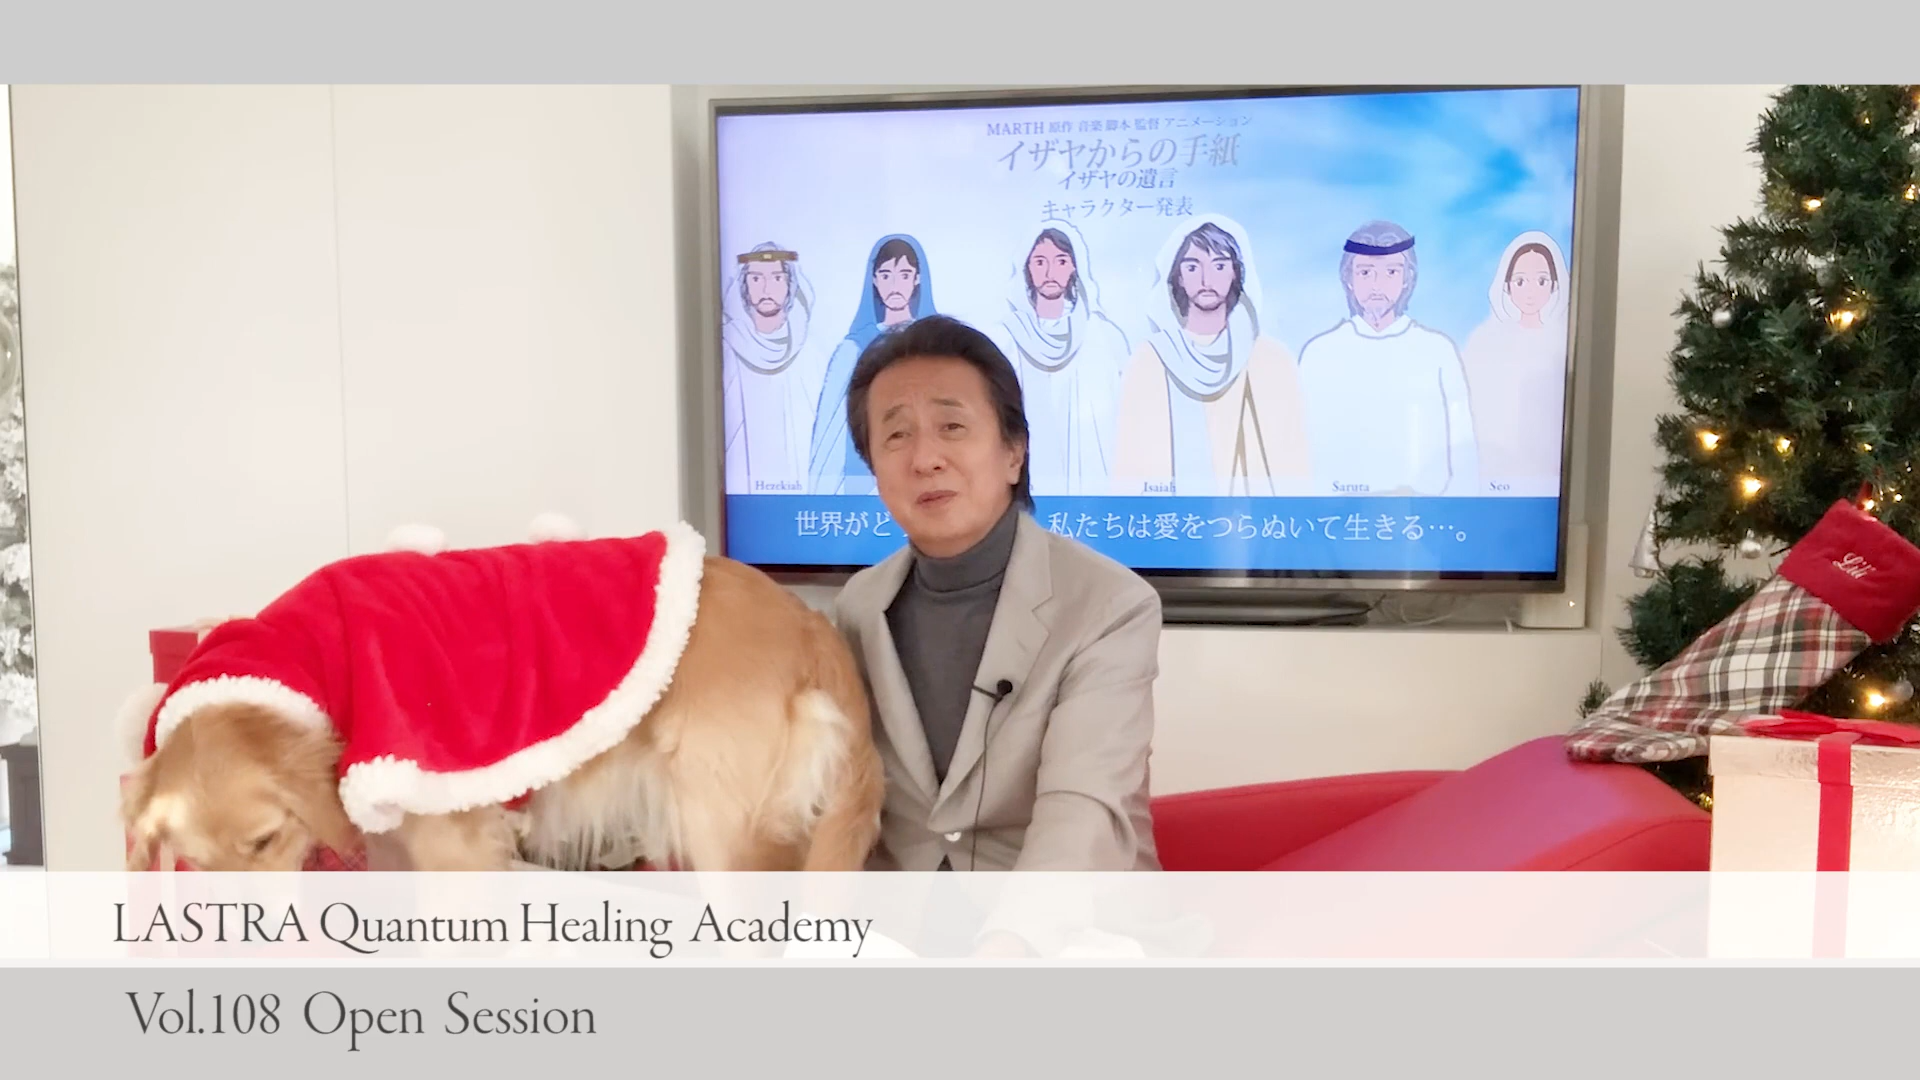 MARTH 原作 音楽 脚本 監督 アニメーション
イザヤからの手紙
イザヤの遺言
キャラクター発表
Hezekiah
Isaiah
Saruta
Seo
世界がど
私たちは愛をつらぬいて生きる…。
Lili
LASTRA Quantum Healing Academy
Vol.108 Open Session